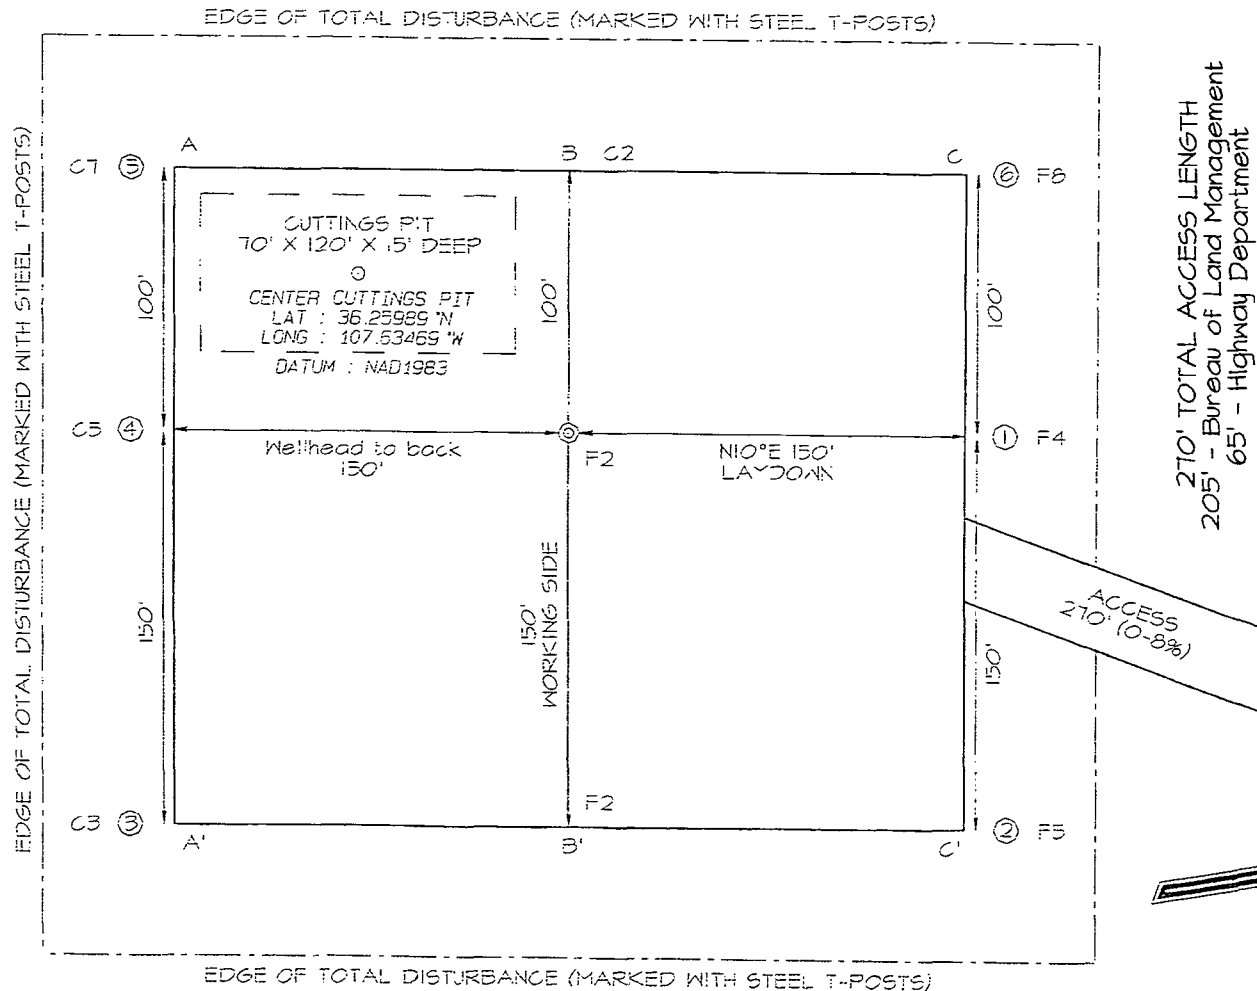 EDGE OF TOTAL DISTURBANCE (MARKED WITH STEEL T-POSTS)
EDGE OF TOTAL DISTURBANCE (MARKED WITH STEEL T-POSTS)
A
B
C2
C
C7
5
6
F8
CUTTINGS PIT
70' X 120' X 15' DEEP
CENTER CUTTINGS PIT
LAT : 36.25989 °N
LONG : 107.63469 °W
DATUM : NAD1983
100'
100'
100'
C5
4
Wellhead to back
150'
F2
N10°E 150'
LAYDOWN
1
F4
150'
150'
WORKING SIDE
150'
ACCESS
270' (0-8%)
C3
3
F2
2
F5
A'
B'
C'
EDGE OF TOTAL DISTURBANCE (MARKED WITH STEEL T-POSTS)
270' TOTAL ACCESS LENGTH
205' - Bureau of Land Management
65' - Highway Department